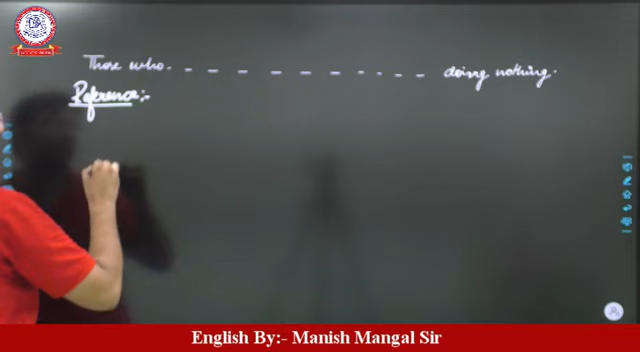 Those who. - - - - - - - - - - doing nothing.
Reference:-
English By:- Manish Mangal Sir